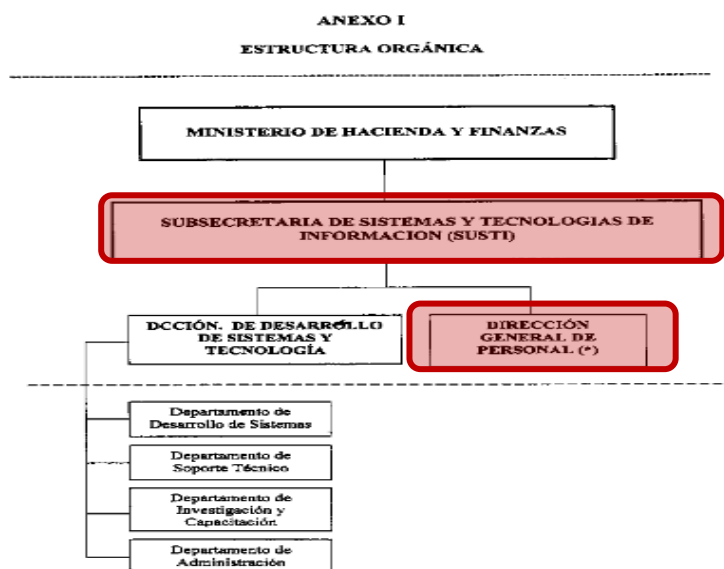 ANEXO I
ESTRUCTURA ORGÁNICA
MINISTERIO DE HACIENDA Y FINANZAS
SUBSECRETARIA DE SISTEMAS Y TECNOLOGIAS DE
INFORMACION (SUSTI)
DCCIÓN. DE DESARROLLO
DE SISTEMAS Y
TECNOLOGÍA
DIRECCIÓN
GENERAL DE
PERSONAL (*)
Departamento de
Desarrollo de Sistemas
Departamento de
Soporte Técnico
Departamento de
Investigación y
Capacitación
Departamento de
Administración